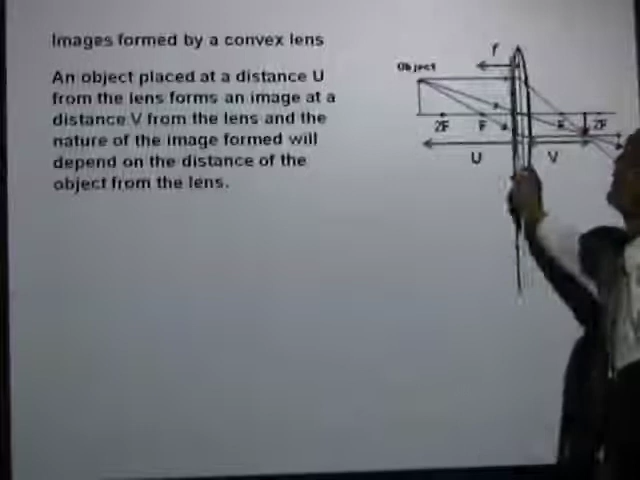 Images formed by a convex lens
An object placed at a distance U
from the lens forms an image at a
distance V from the lens and the
nature of the image formed will
depend on the distance of the
object from the lens.
f
Object
2F F F 2F
U V